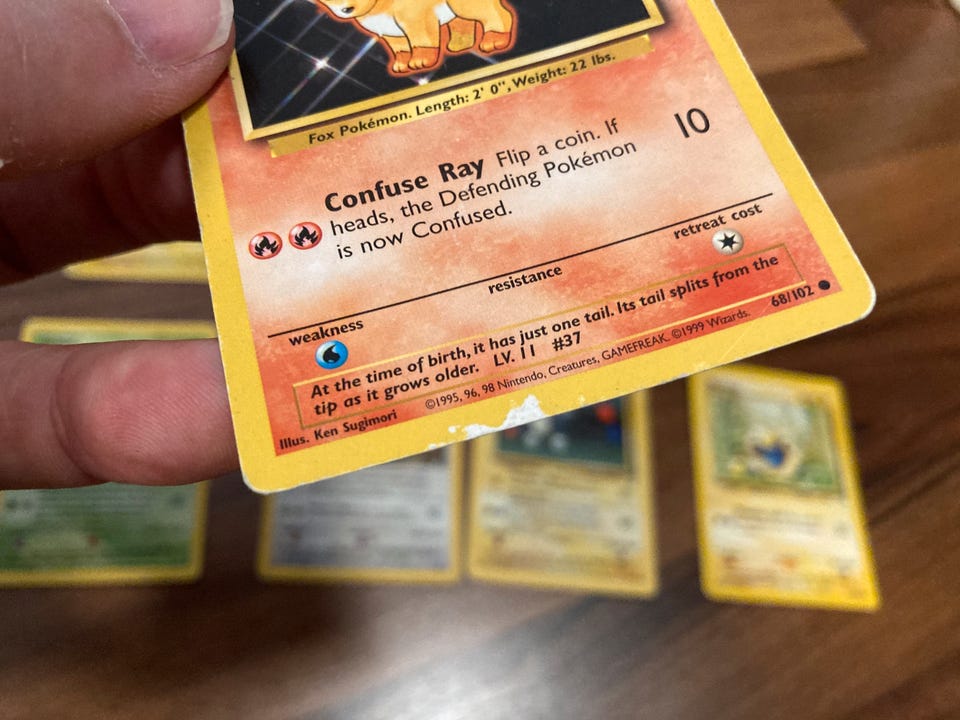 Fox Pokémon. Length: 2' 0", Weight: 22 lbs.
Confuse Ray Flip a coin. If
heads, the Defending Pokémon
is now Confused.
10
weakness
resistance
retreat cost
At the time of birth, it has just one tail. Its tail splits from the
tip as it grows older. LV. 11 #37
Illus. Ken Sugimori
©1995, 96, 98 Nintendo, Creatures, GAMEFREAK. ©1999 Wizards.
68/102